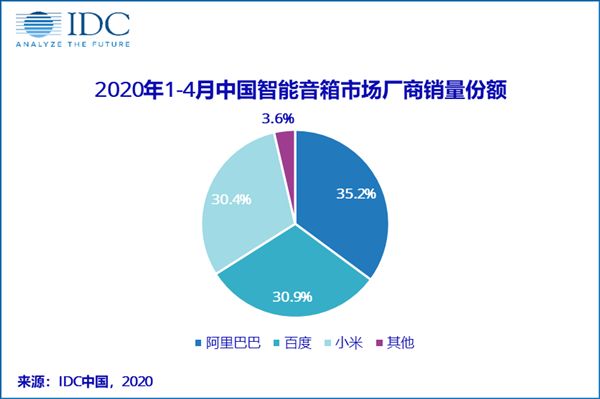 IDC
ANALYZE THE FUTURE
2020年1-4月中国智能音箱市场厂商销量份额
3.6%
30.4%
35.2%
30.9%
阿里巴巴 百度 小米 其他
来源：IDC中国，2020